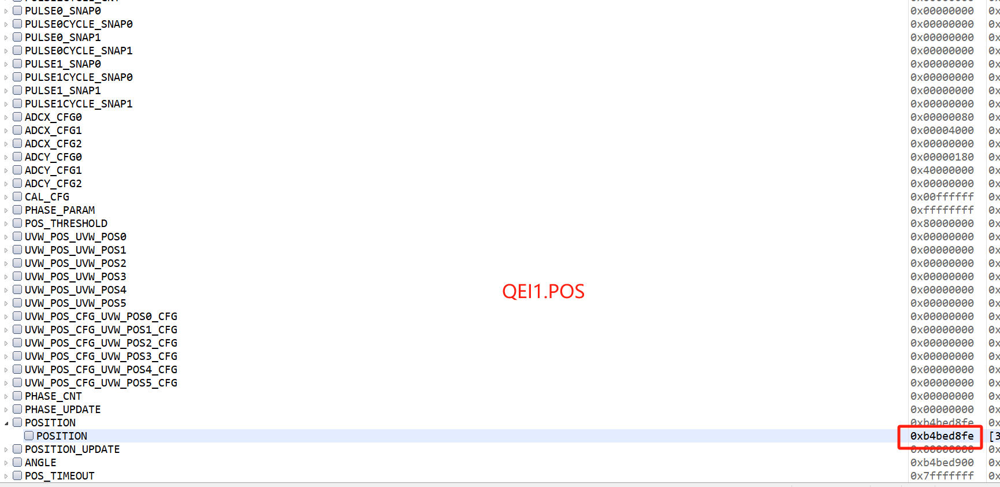 PULSE0_SNAP0 0x00000000 0x
PULSE0CYCLE_SNAP0 0x00000000 0x
PULSE0_SNAP1 0x00000000 0x
PULSE0CYCLE_SNAP1 0x00000000 0x
PULSE1_SNAP0 0x00000000 0x
PULSE1CYCLE_SNAP0 0x00000000 0x
PULSE1_SNAP1 0x00000000 0x
PULSE1CYCLE_SNAP1 0x00000000 0x
ADCX_CFG0 0x00000080 0x
ADCX_CFG1 0x00004000 0x
ADCX_CFG2 0x00000000 0x
ADCY_CFG0 0x00000180 0x
ADCY_CFG1 0x40000000 0x
ADCY_CFG2 0x00000000 0x
CAL_CFG 0x00ffffff 0x
PHASE_PARAM 0xffffffff 0x
POS_THRESHOLD 0x80000000 0x
UVW_POS_UVW_POS0 0x00000000 0x
UVW_POS_UVW_POS1 0x00000000 0x
UVW_POS_UVW_POS2 0x00000000 0x
UVW_POS_UVW_POS3 0x00000000 0x
UVW_POS_UVW_POS4 0x00000000 0x
QEI1.POS
UVW_POS_UVW_POS5 0x00000000 0x
UVW_POS_CFG_UVW_POS0_CFG 0x00000000 0x
UVW_POS_CFG_UVW_POS1_CFG 0x00000000 0x
UVW_POS_CFG_UVW_POS2_CFG 0x00000000 0x
UVW_POS_CFG_UVW_POS3_CFG 0x00000000 0x
UVW_POS_CFG_UVW_POS4_CFG 0x00000000 0x
UVW_POS_CFG_UVW_POS5_CFG 0x00000000 0x
PHASE_CNT 0x00000000 0x
PHASE_UPDATE 0x00000000 0x
POSITION 0xb4bed8fe 0x
POSITION 0xb4bed8fe [3
POSITION_UPDATE 0x00000000 0x
ANGLE 0xb4bed900 0x
POS_TIMEOUT 0x7fffffff 0x